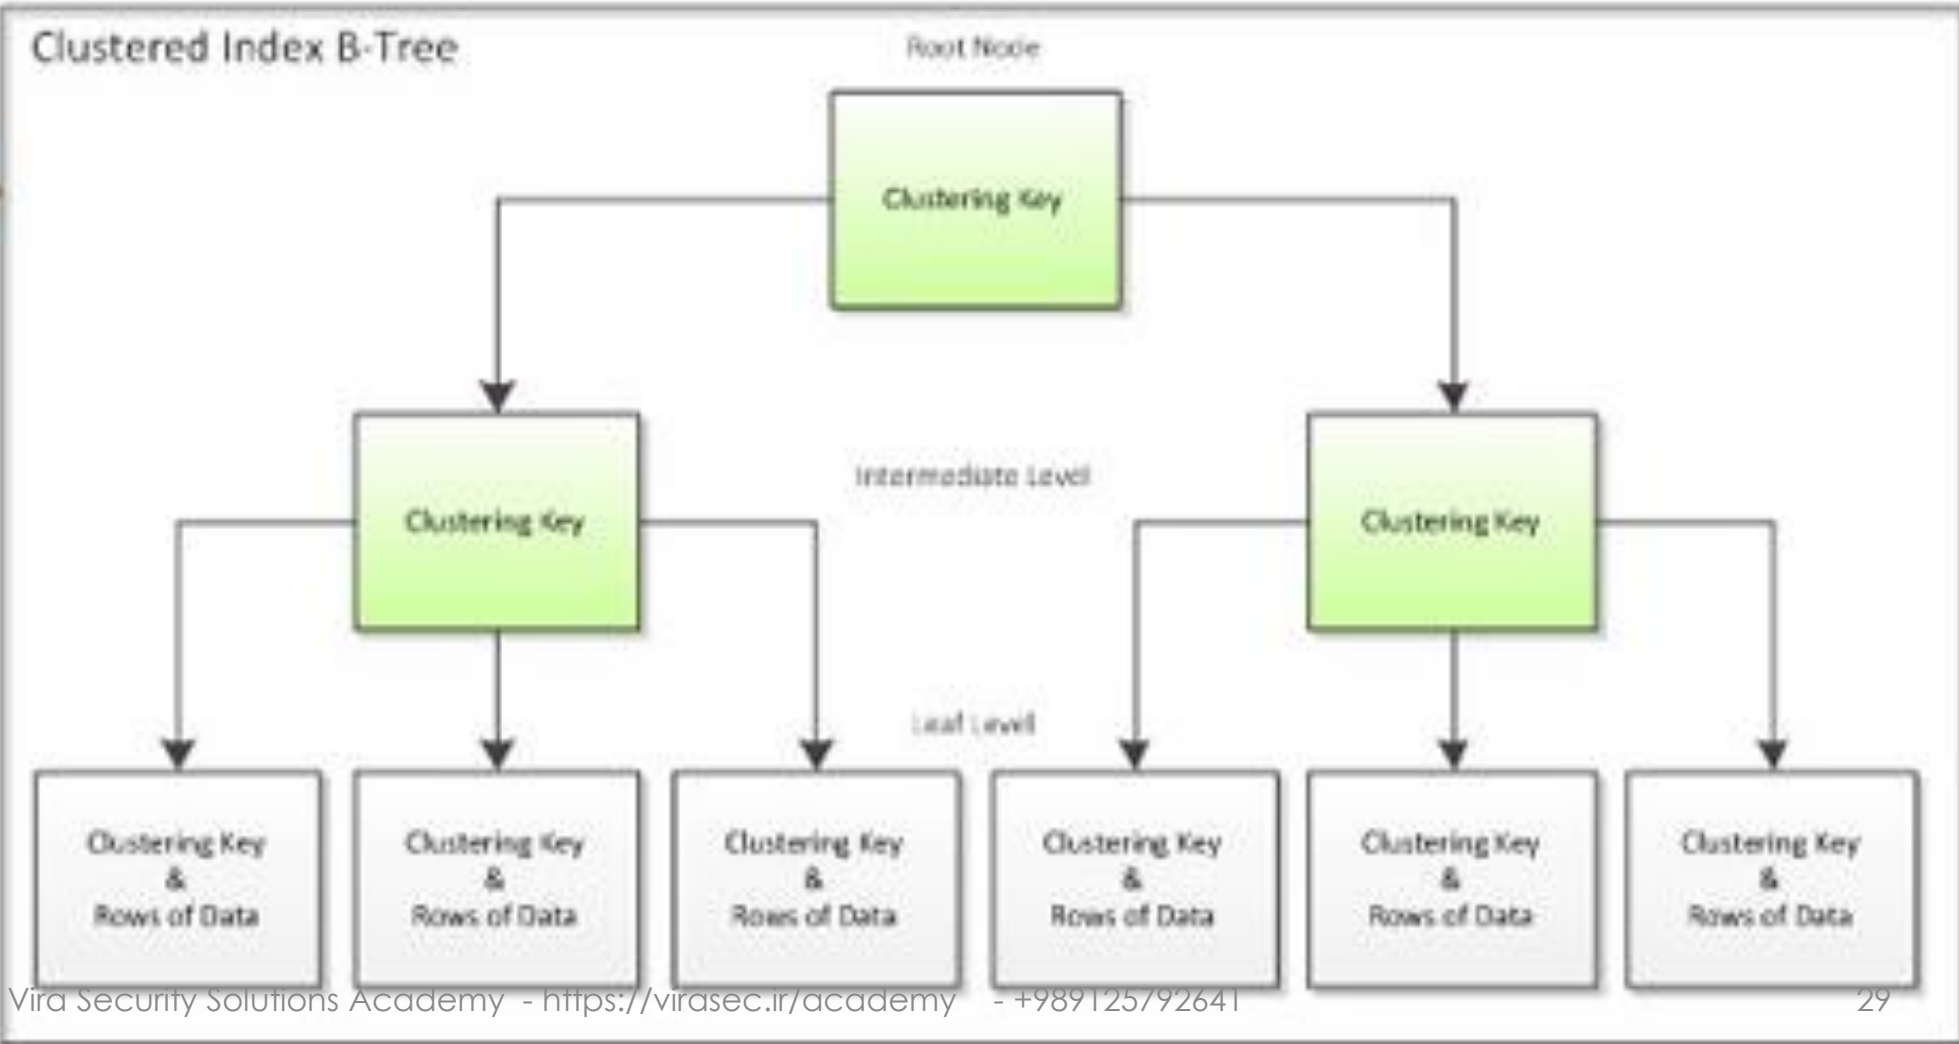 Clustered Index B-Tree
Root Node
Clustering Key
Clustering Key
Intermediate Level
Clustering Key
Leaf Level
Clustering Key
&
Rows of Data
Clustering Key
&
Rows of Data
Clustering Key
&
Rows of Data
Clustering Key
&
Rows of Data
Clustering Key
&
Rows of Data
Clustering Key
&
Rows of Data
Vira Security Solutions Academy - https://virasec.ir/academy - +989125792641
29